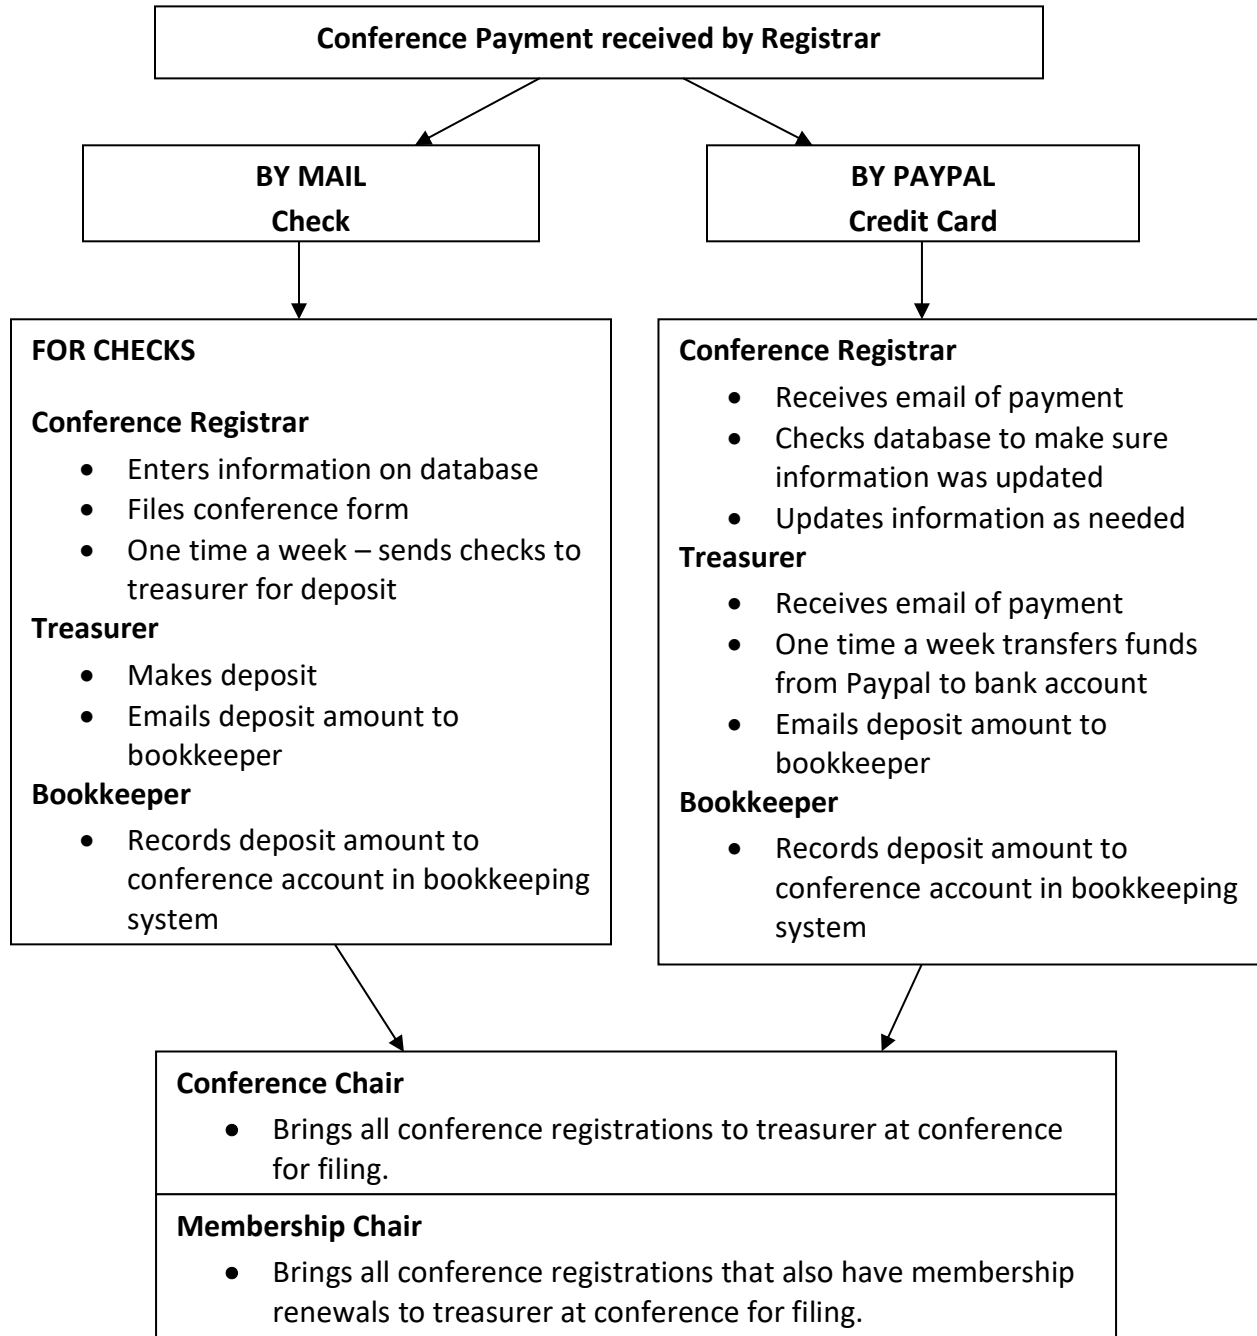 Conference Payment received by Registrar
BY MAIL
Check
BY PAYPAL
Credit Card
FOR CHECKS
Conference Registrar
• Enters information on database
• Files conference form
• One time a week – sends checks to
treasurer for deposit
Treasurer
• Makes deposit
• Emails deposit amount to
bookkeeper
Bookkeeper
• Records deposit amount to
conference account in bookkeeping
system
Conference Registrar
• Receives email of payment
• Checks database to make sure
information was updated
• Updates information as needed
Treasurer
• Receives email of payment
• One time a week transfers funds
from Paypal to bank account
• Emails deposit amount to
bookkeeper
Bookkeeper
• Records deposit amount to
conference account in bookkeeping
system
Conference Chair
• Brings all conference registrations to treasurer at conference
for filing.
Membership Chair
• Brings all conference registrations that also have membership
renewals to treasurer at conference for filing.